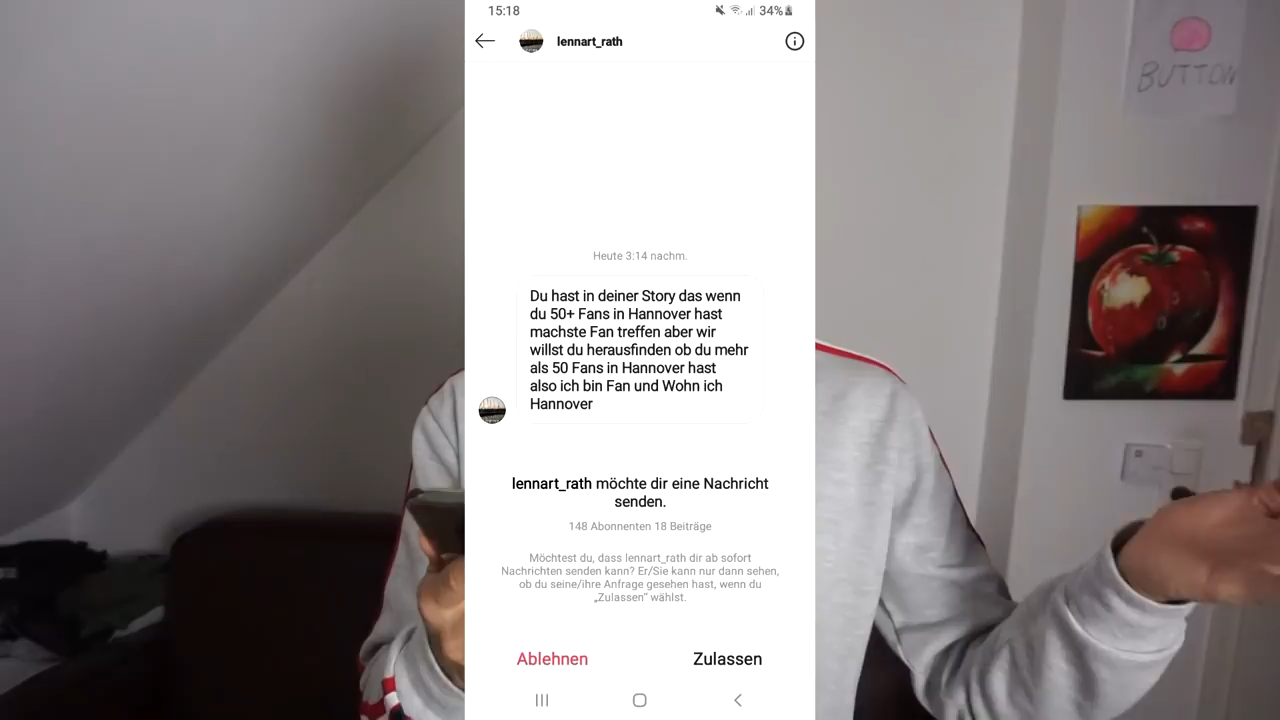 15:18
34%
lennart_rath
BUTTON
Heute 3:14 nachm.
Du hast in deiner Story das wenn
du 50+ Fans in Hannover hast
machste Fan treffen aber wir
willst du herausfinden ob du mehr
als 50 Fans in Hannover hast
also ich bin Fan und Wohn ich
Hannover
lennart_rath möchte dir eine Nachricht
senden.
148 Abonnenten 18 Beiträge
Möchtest du, dass lennart_rath dir ab sofort
Nachrichten senden kann? Er/Sie kann nur dann sehen,
ob du seine/ihre Anfrage gesehen hast, wenn du
„Zulassen“ wählst.
Ablehnen
Zulassen